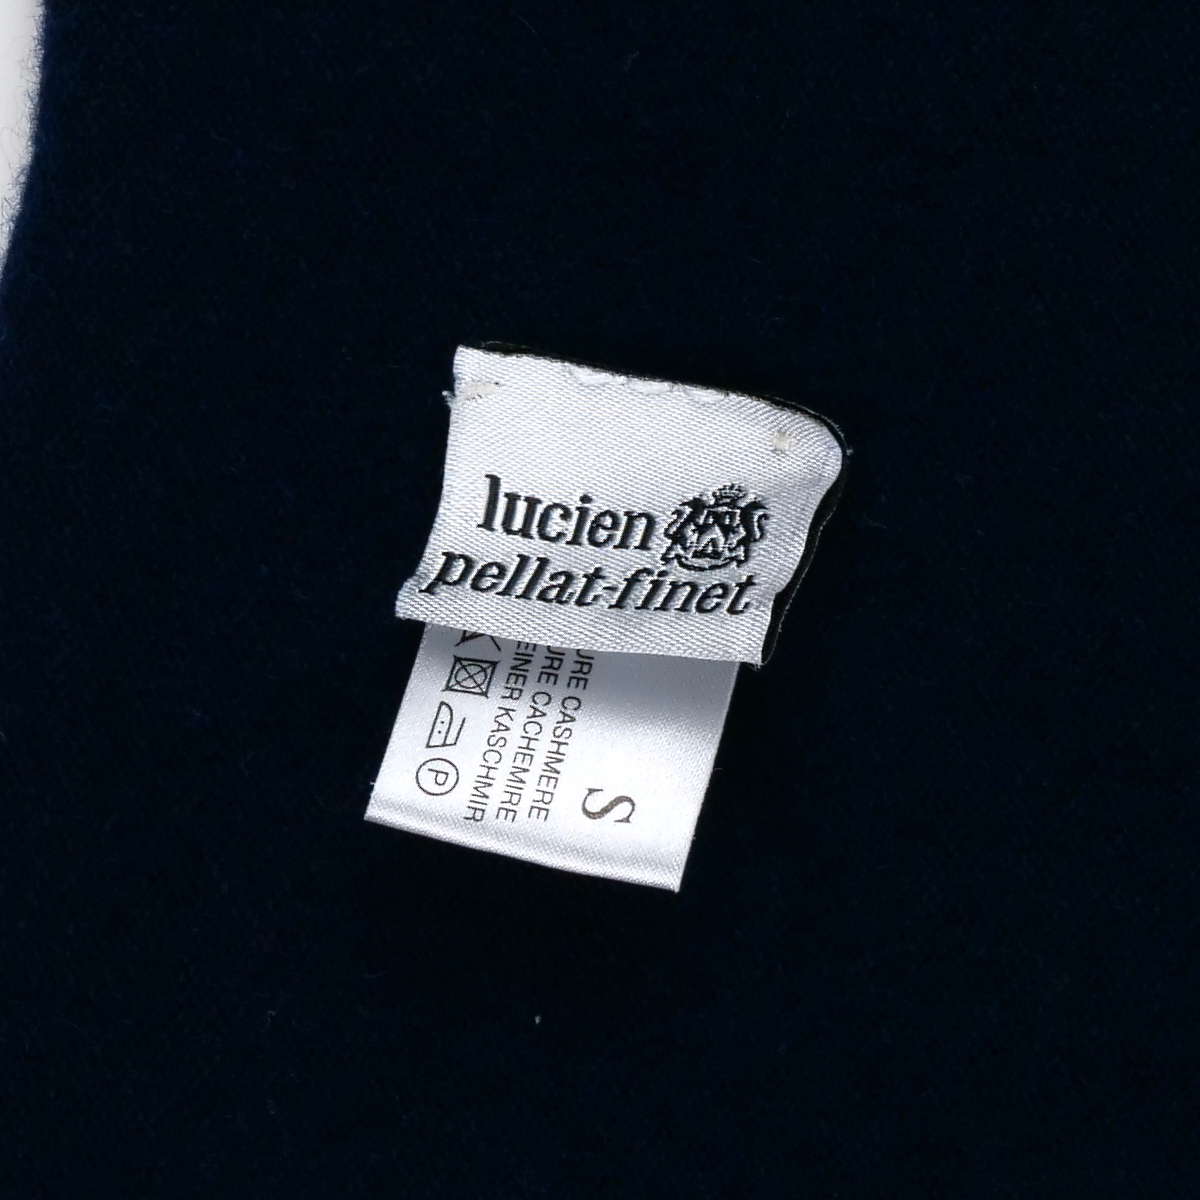 lucien
pellat-finet
S
URE CASHMERE
URE CACHEMIRE
EINER KASCHMIR
P